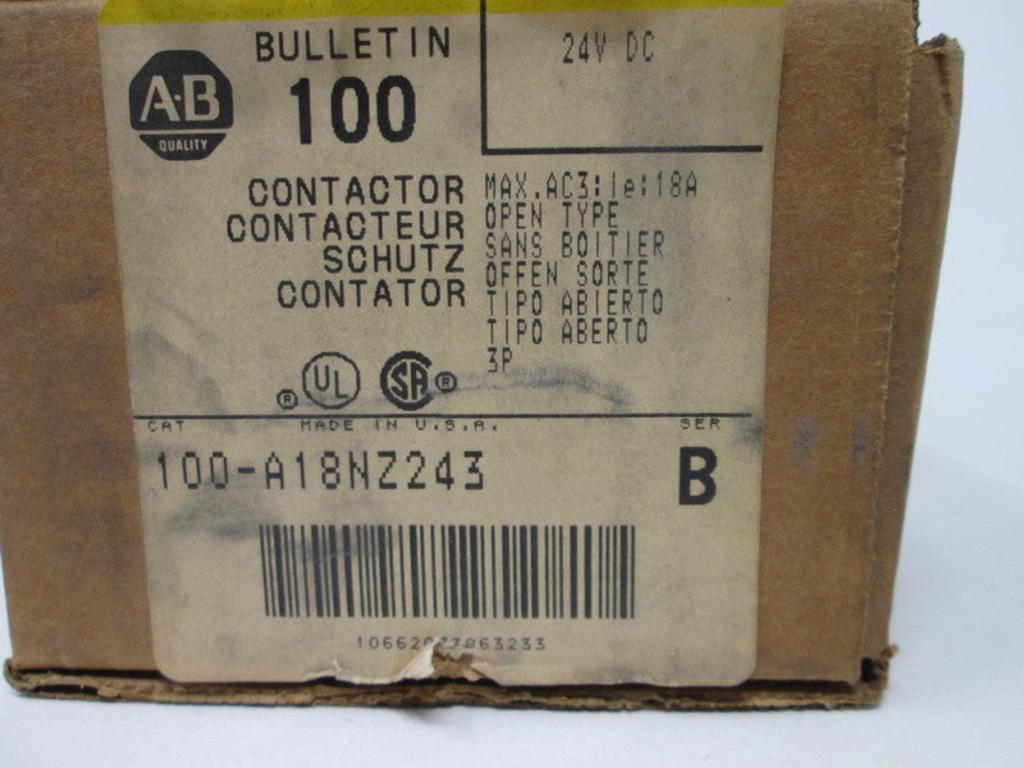 A-B
QUALITY
BULLETIN
100
24V DC
CONTACTOR
CONTACTEUR
SCHUTZ
CONTATOR
MAX.AC3:Ie:18A
OPEN TYPE
SANS BOITIER
OFFEN SORTE
TIPO ABIERTO
TIPO ABERTO
3P
® UL SA ®
CAT MADE IN U.S.A. SER
100-A18NZ243 B